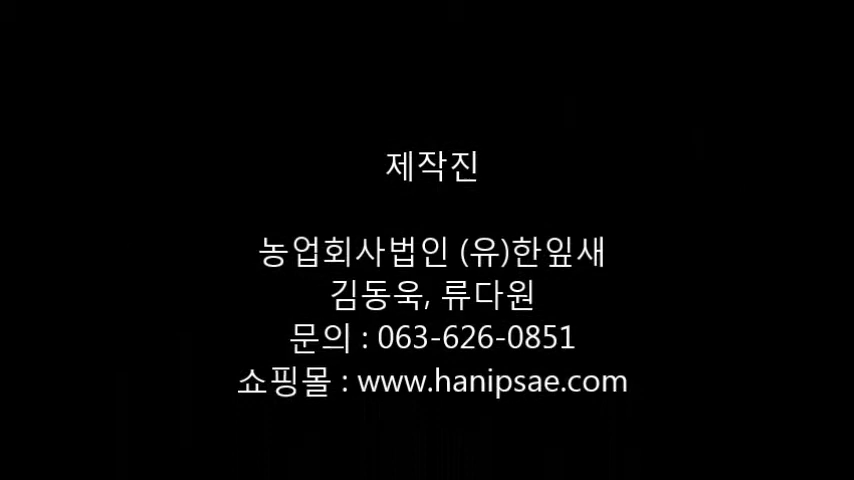 제작진
농업회사법인 (유)한잎새
김동욱, 류다원
문의 : 063-626-0851
쇼핑몰 : www.hanipsae.com